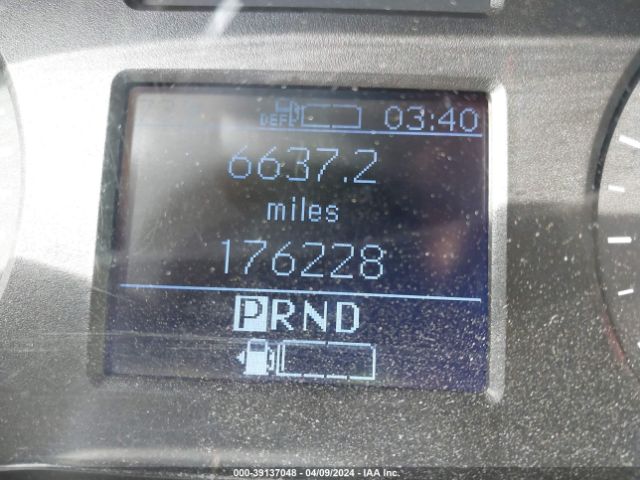 DEF 03:40
6637.2
miles
176228
PRND
000-39137048 - 04/09/2024 - IAA Inc.